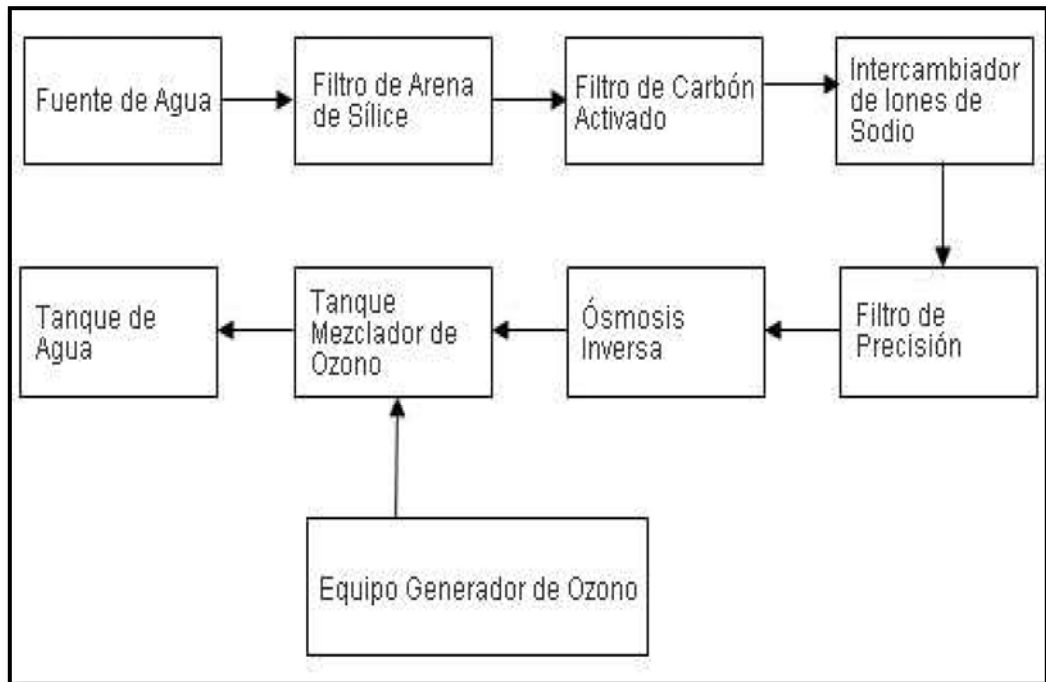 Fuente de Agua
Filtro de Arena
de Sílice
Filtro de Carbón
Activado
Intercambiador
de Iones de
Sodio
Tanque de
Agua
Tanque
Mezclador de
Ozono
Ósmosis
Inversa
Filtro de
Precisión
Equipo Generador de Ozono